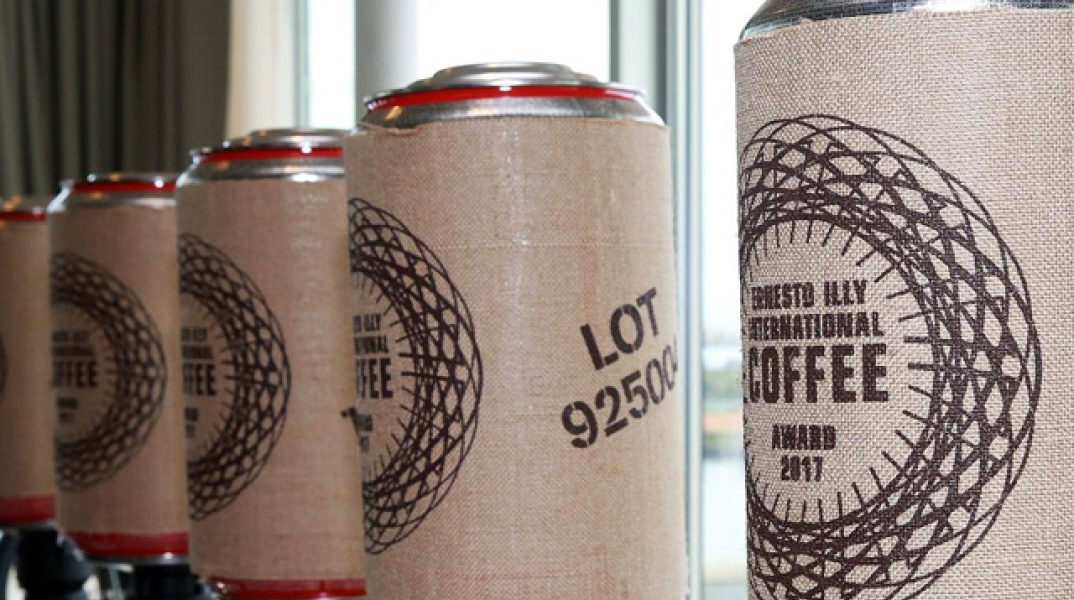 LOT
92500
ERNESTO ILLY
INTERNATIONAL
COFFEE
AWARD
2017